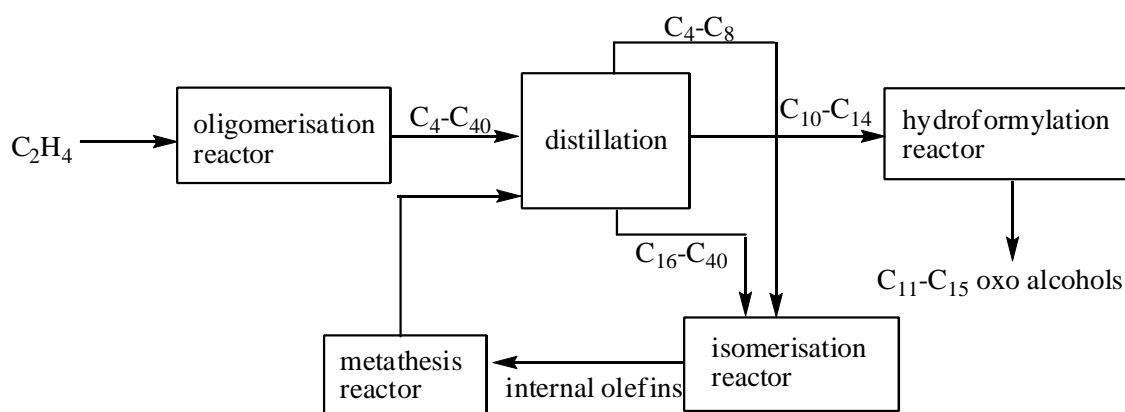 C₄-C₈
oligomerisation
reactor
C₄-C₄₀
C₂H₄
distillation
C₁₀-C₁₄
hydroformylation
reactor
C₁₆-C₄₀
C₁₁-C₁₅ oxo alcohols
metathesis
reactor
internal olefins
isomerisation
reactor